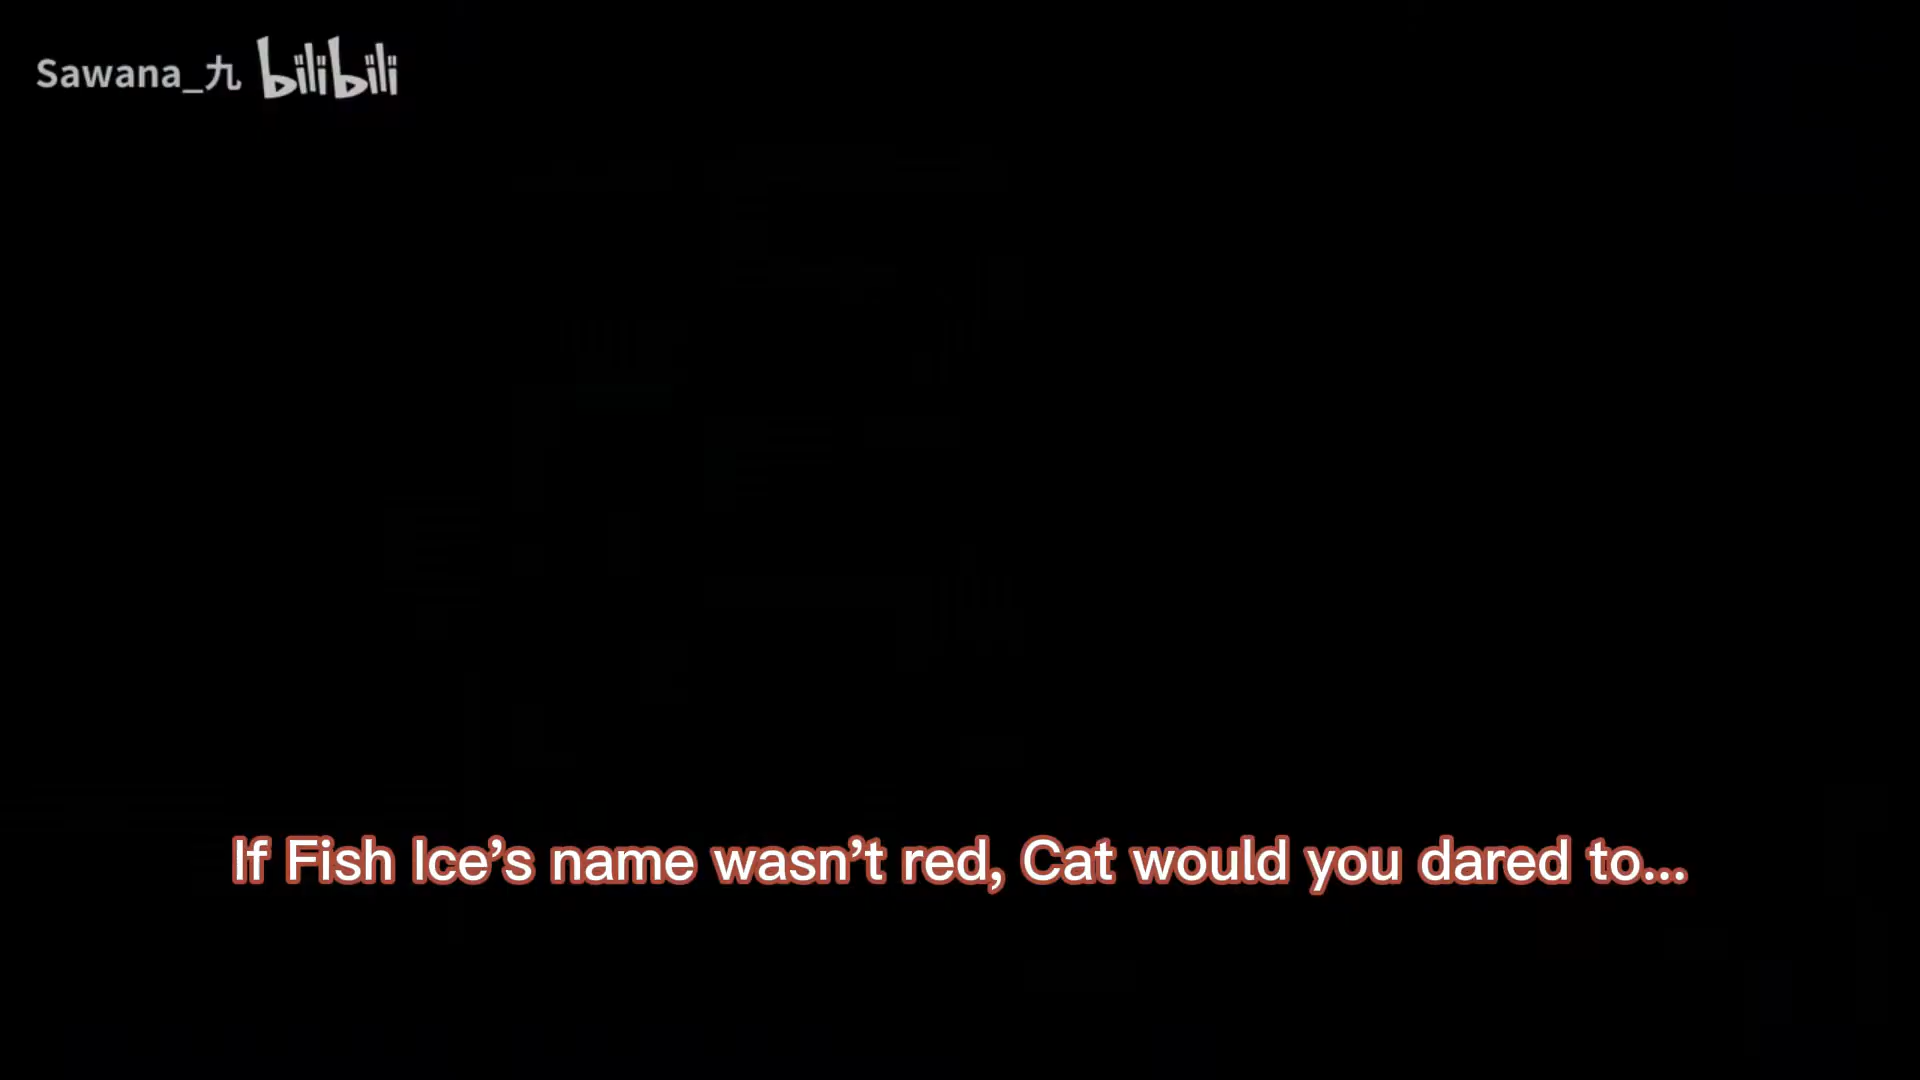 Sawana_九 bilibili
If Fish Ice’s name wasn’t red, Cat would you dared to...